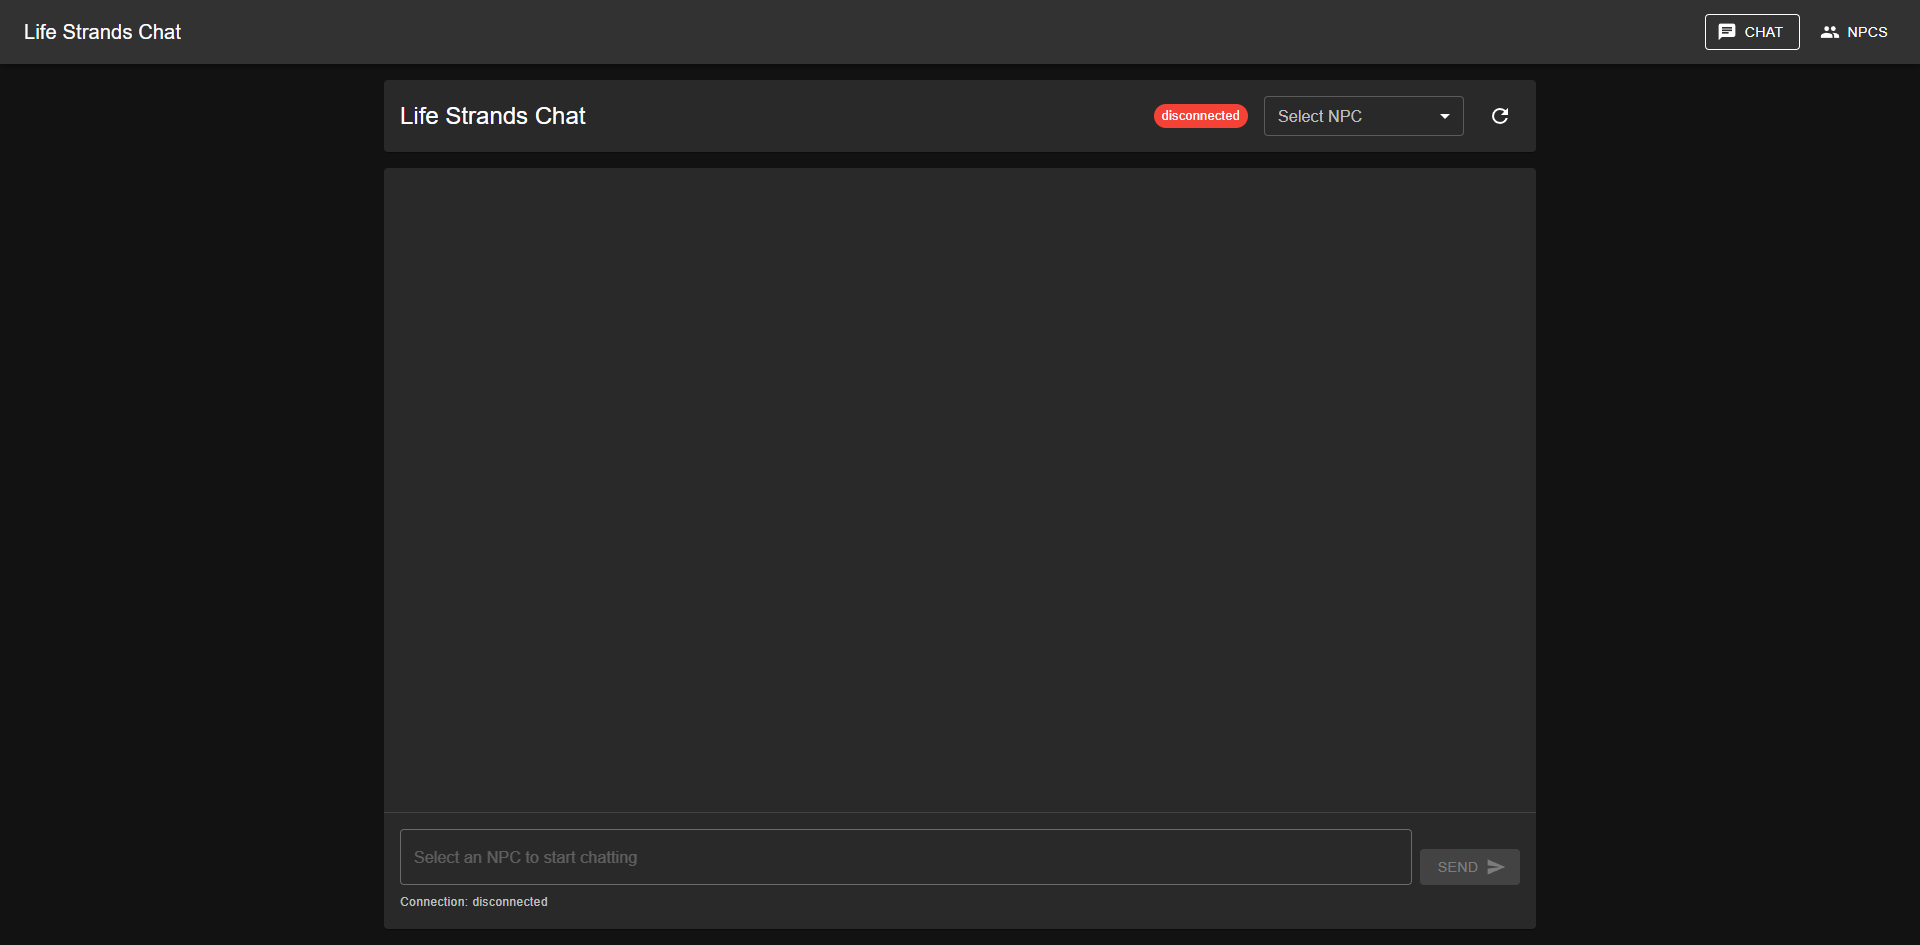 Life Strands Chat
CHAT
NPCS
Life Strands Chat
disconnected
Select NPC
Select an NPC to start chatting
SEND
Connection: disconnected